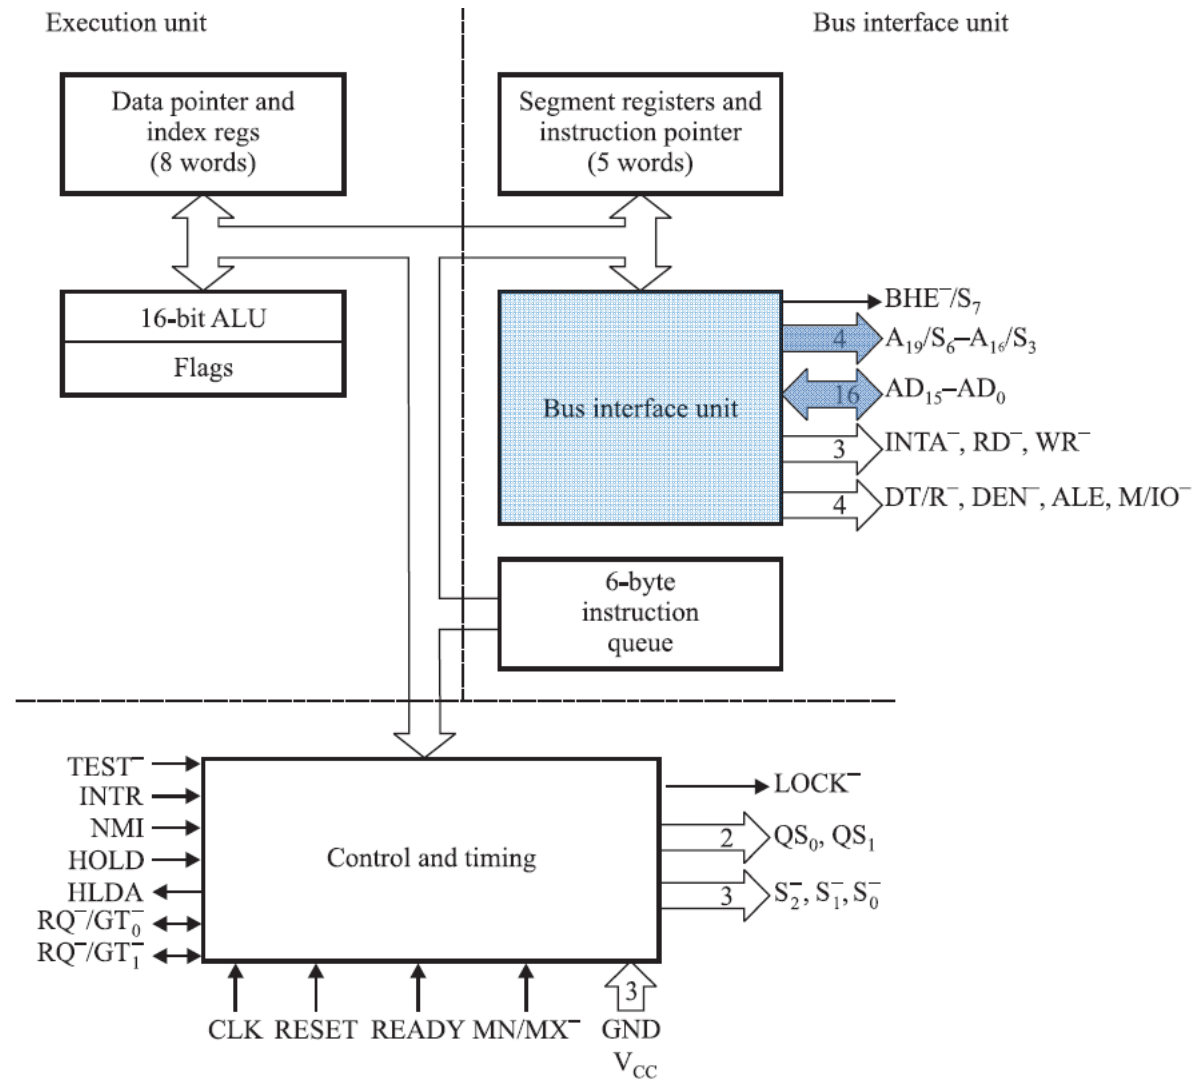 Execution unit
Bus interface unit
Data pointer and
index regs
(8 words)
Segment registers and
instruction pointer
(5 words)
16-bit ALU
Flags
Bus interface unit
BHE⁻/S₇
4
A₁₉/S₆–A₁₆/S₃
16
AD₁₅–AD₀
3
INTA⁻, RD⁻, WR⁻
4
DT/R⁻, DEN⁻, ALE, M/IO⁻
6-byte
instruction
queue
TEST⁻
INTR
NMI
HOLD
HLDA
RQ⁻/GT₀⁻
RQ⁻/GT₁⁻
Control and timing
LOCK⁻
2
QS₀, QS₁
3
S₂⁻, S₁⁻, S₀⁻
3
CLK RESET READY MN/MX⁻ GND
V_CC